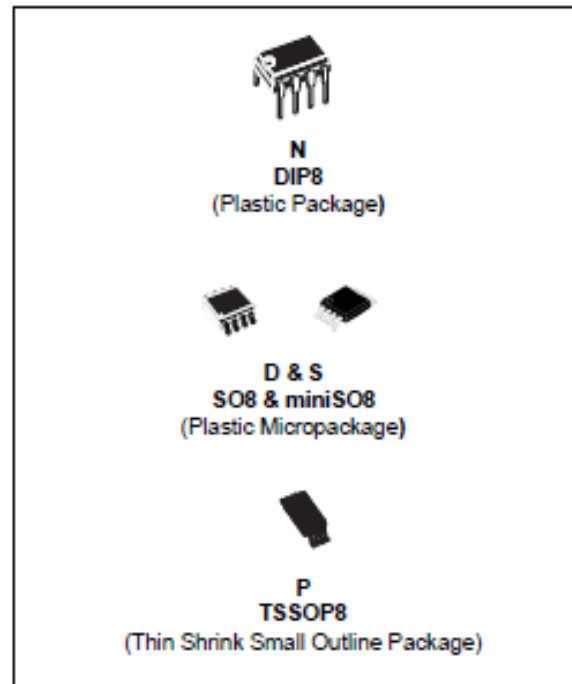 N
DIP8
(Plastic Package)
D & S
SO8 & miniSO8
(Plastic Micropackage)
P
TSSOP8
(Thin Shrink Small Outline Package)